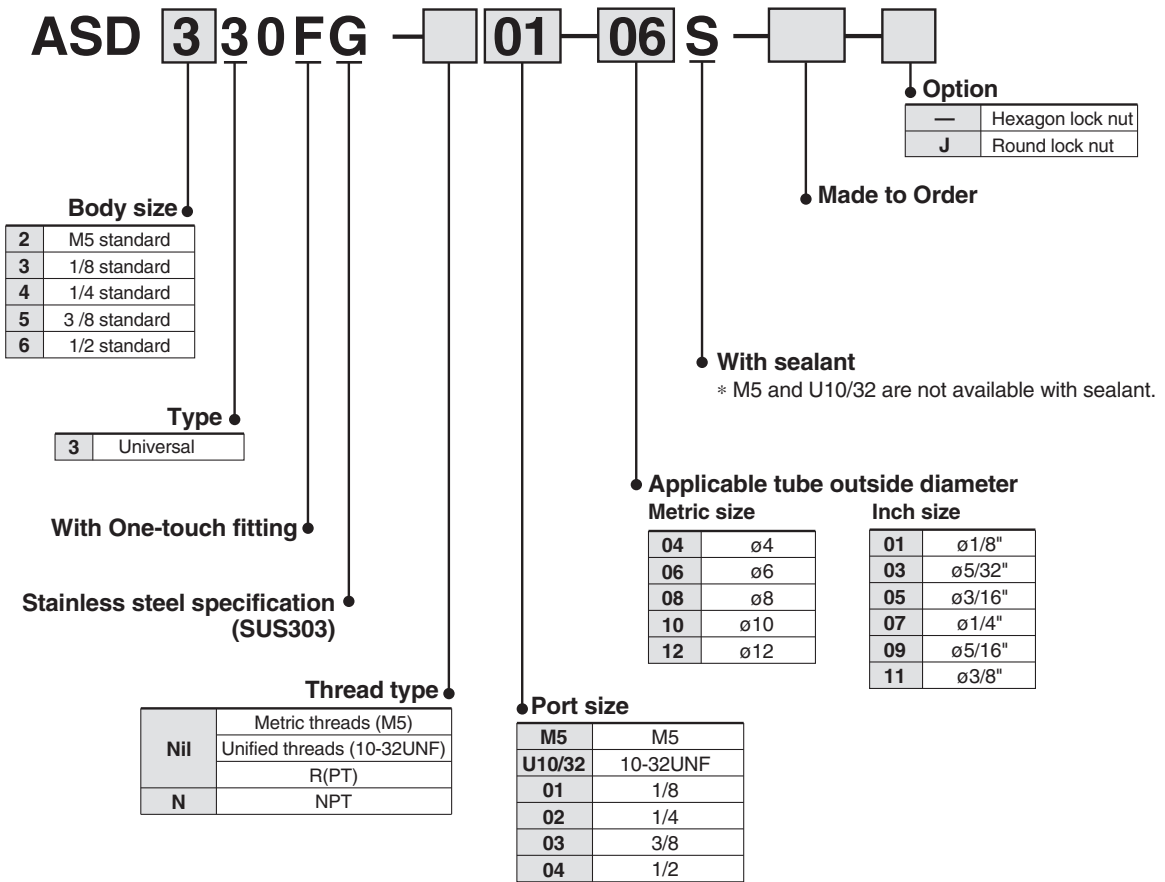 ASD 3 3 0 F G — 01 — 06 S —
Option
— Hexagon lock nut
J Round lock nut
Made to Order
Body size
2 M5 standard
3 1/8 standard
4 1/4 standard
5 3 /8 standard
6 1/2 standard
With sealant
* M5 and U10/32 are not available with sealant.
Type
3 Universal
Applicable tube outside diameter
Metric size
04 ø4
06 ø6
08 ø8
10 ø10
12 ø12
Inch size
01 ø1/8"
03 ø5/32"
05 ø3/16"
07 ø1/4"
09 ø5/16"
11 ø3/8"
With One-touch fitting
Stainless steel specification
(SUS303)
Thread type
Nil Metric threads (M5)
Unified threads (10-32UNF)
R(PT)
N NPT
Port size
M5 M5
U10/32 10-32UNF
01 1/8
02 1/4
03 3/8
04 1/2